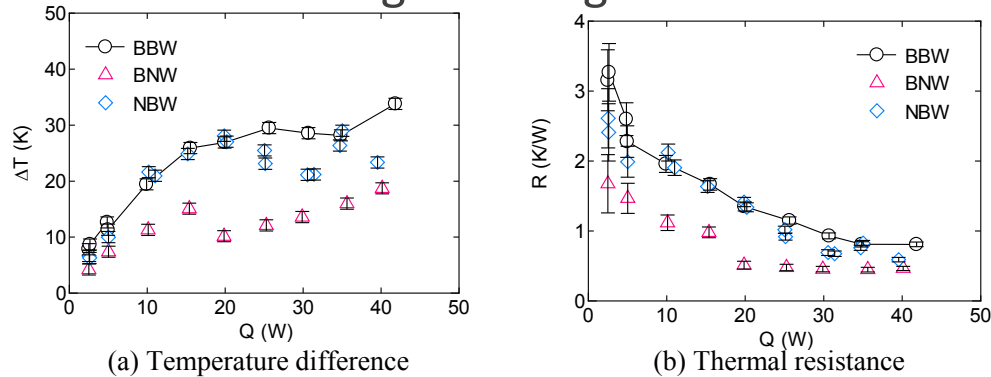 50
40
30
20
10
0
ΔT (K)
BBW
BNW
NBW
0 10 20 30 40 50
Q (W)
(a) Temperature difference
4
3
2
1
0
R (K/W)
BBW
BNW
NBW
0 10 20 30 40 50
Q (W)
(b) Thermal resistance